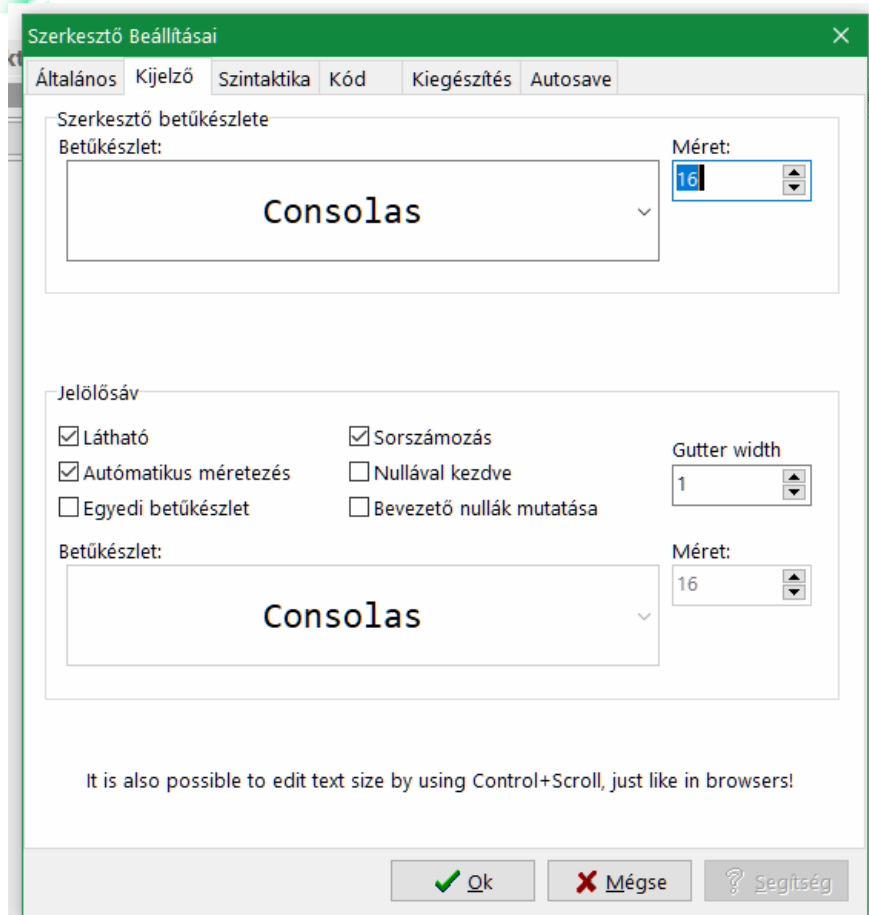 Szerkesztő Beállításai
Általános Kijelző Szintaktika Kód Kiegészítés Autosave
Szerkesztő betűkészlete
Betűkészlet: Méret:
Consolas 16
Jelölősáv
Látható Sorszámozás
Gutter width
Autómatikus méretezés Nullával kezdve
1
Egyedi betűkészlet Bevezető nullák mutatása
Betűkészlet: Méret:
Consolas 16
It is also possible to edit text size by using Control+Scroll, just like in browsers!
Ok Mégse Segítség